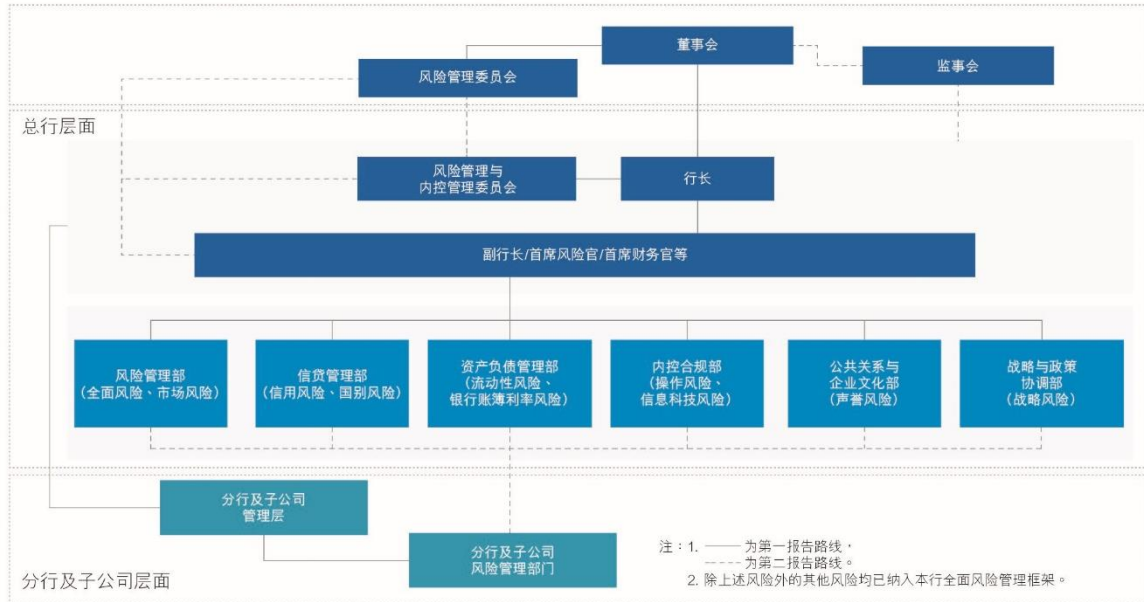 董事会
风险管理委员会
监事会
总行层面
风险管理与
内控管理委员会
行长
副行长/首席风险官/首席财务官等
风险管理部
（全面风险、市场风险）
信贷管理部
（信用风险、国别风险）
资产负债管理部
（流动性风险、
银行账簿利率风险）
内控合规部
（操作风险、
信息科技风险）
公共关系与
企业文化部
（声誉风险）
战略与政策
协调部
（战略风险）
分行及子公司
管理层
分行及子公司
风险管理部门
分行及子公司层面
注：1. —— 为第一报告路线，
----- 为第二报告路线。
2. 除上述风险外的其他风险均已纳入本行全面风险管理框架。